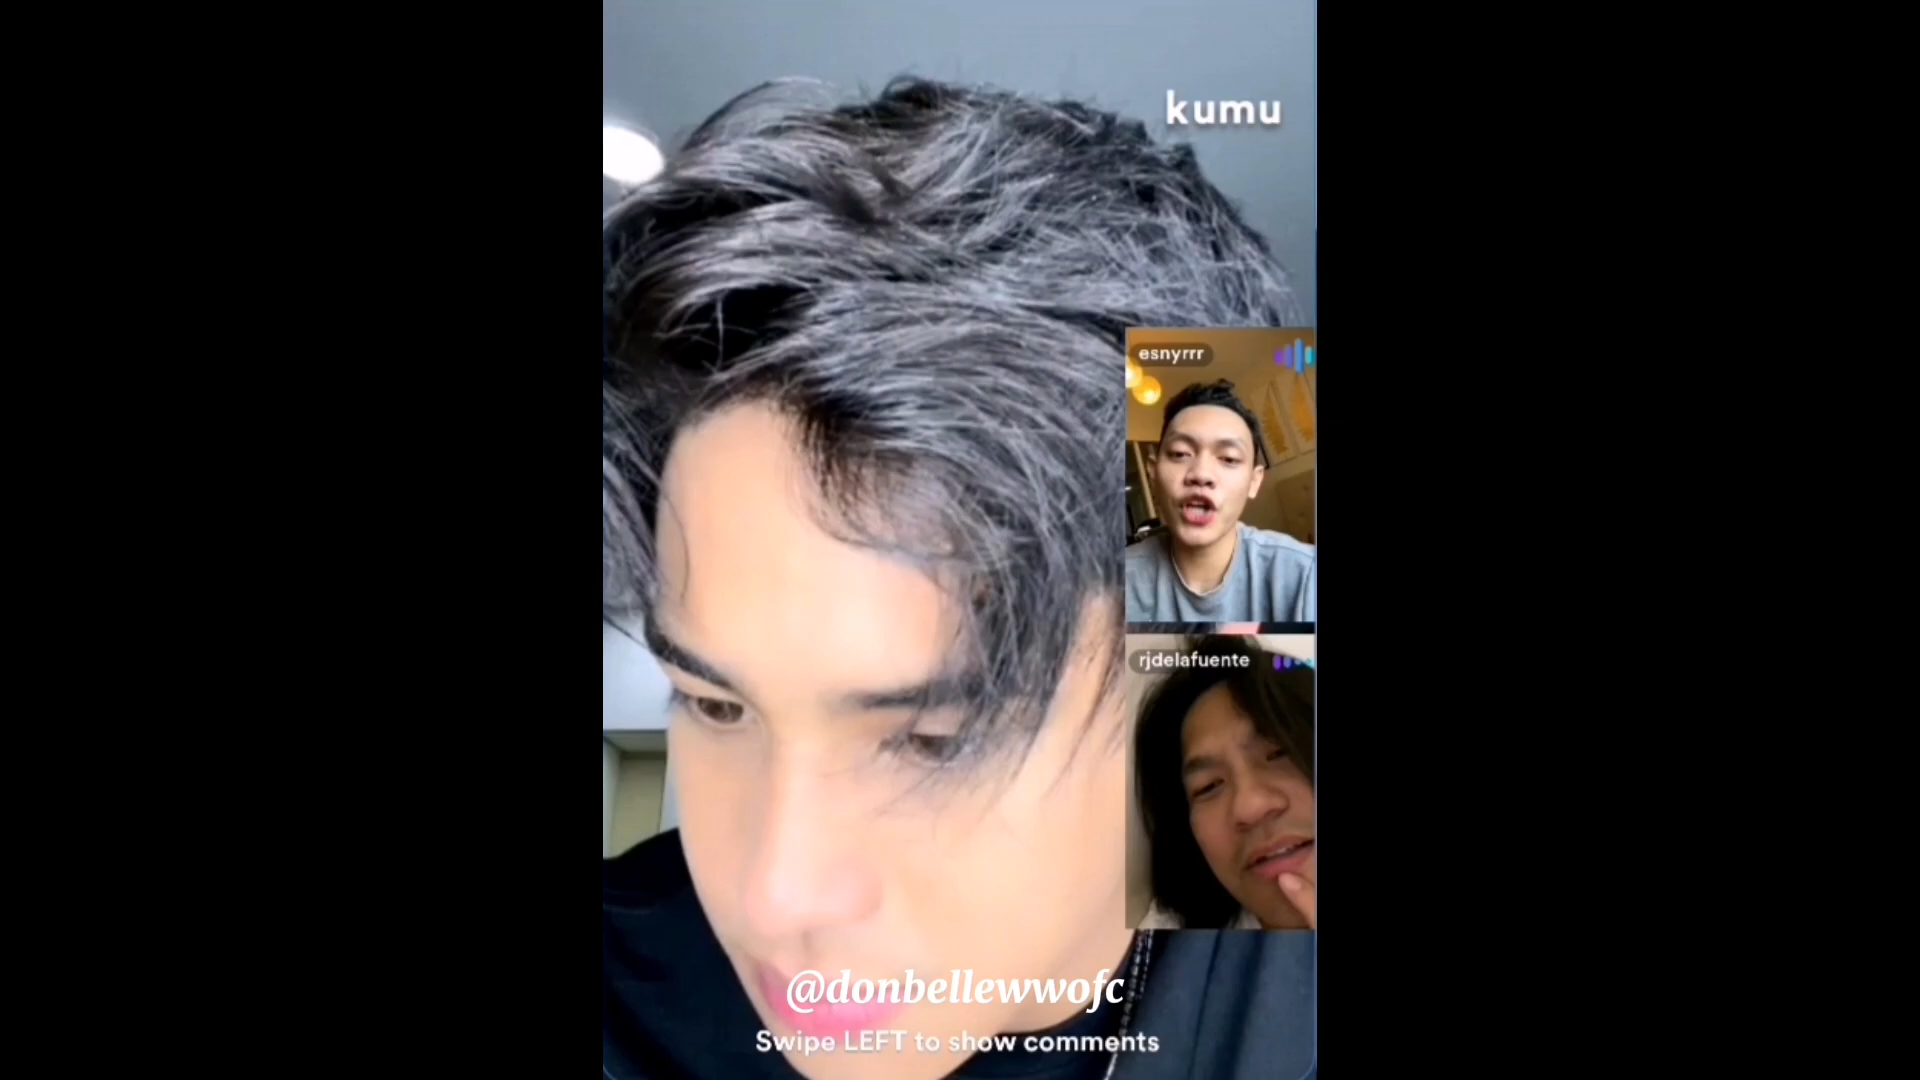 kumu
esnyrrr
rjdelafuente
@donbellewwofc
Swipe LEFT to show comments